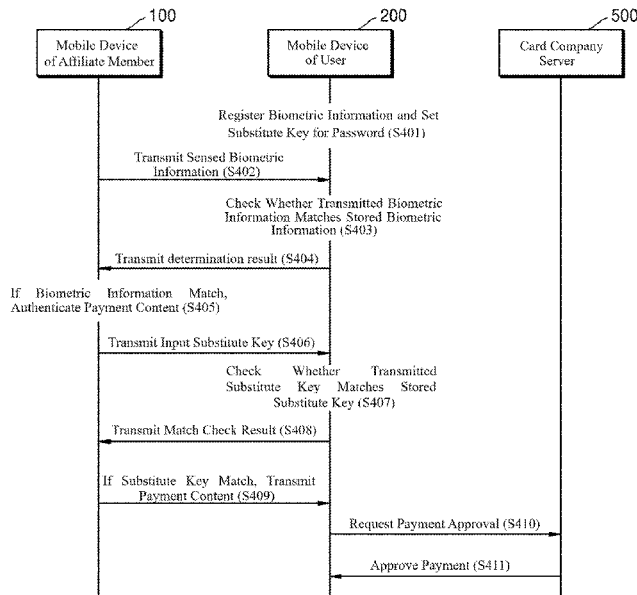 100
200
500
Mobile Device
of Affiliate Member
Mobile Device
of User
Card Company
Server
Register Biometric Information and Set
Substitute Key for Password (S401)
Transmit Sensed Biometric
Information (S402)
Check Whether Transmitted Biometric
Information Matches Stored Biometric
Information (S403)
Transmit determination result (S404)
If Biometric Information Match,
Authenticate Payment Content (S405)
Transmit Input Substitute Key (S406)
Check Whether Transmitted
Substitute Key Matches Stored
Substitute Key (S407)
Transmit Match Check Result (S408)
If Substitute Key Match, Transmit
Payment Content (S409)
Request Payment Approval (S410)
Approve Payment (S411)